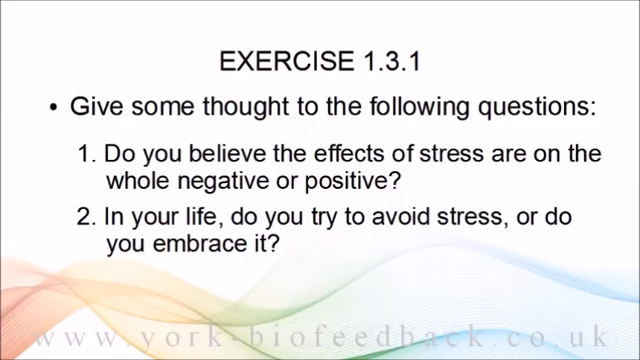 EXERCISE 1.3.1
• Give some thought to the following questions:
1. Do you believe the effects of stress are on the
whole negative or positive?
2. In your life, do you try to avoid stress, or do
you embrace it?
www.york-biofeedback.co.uk